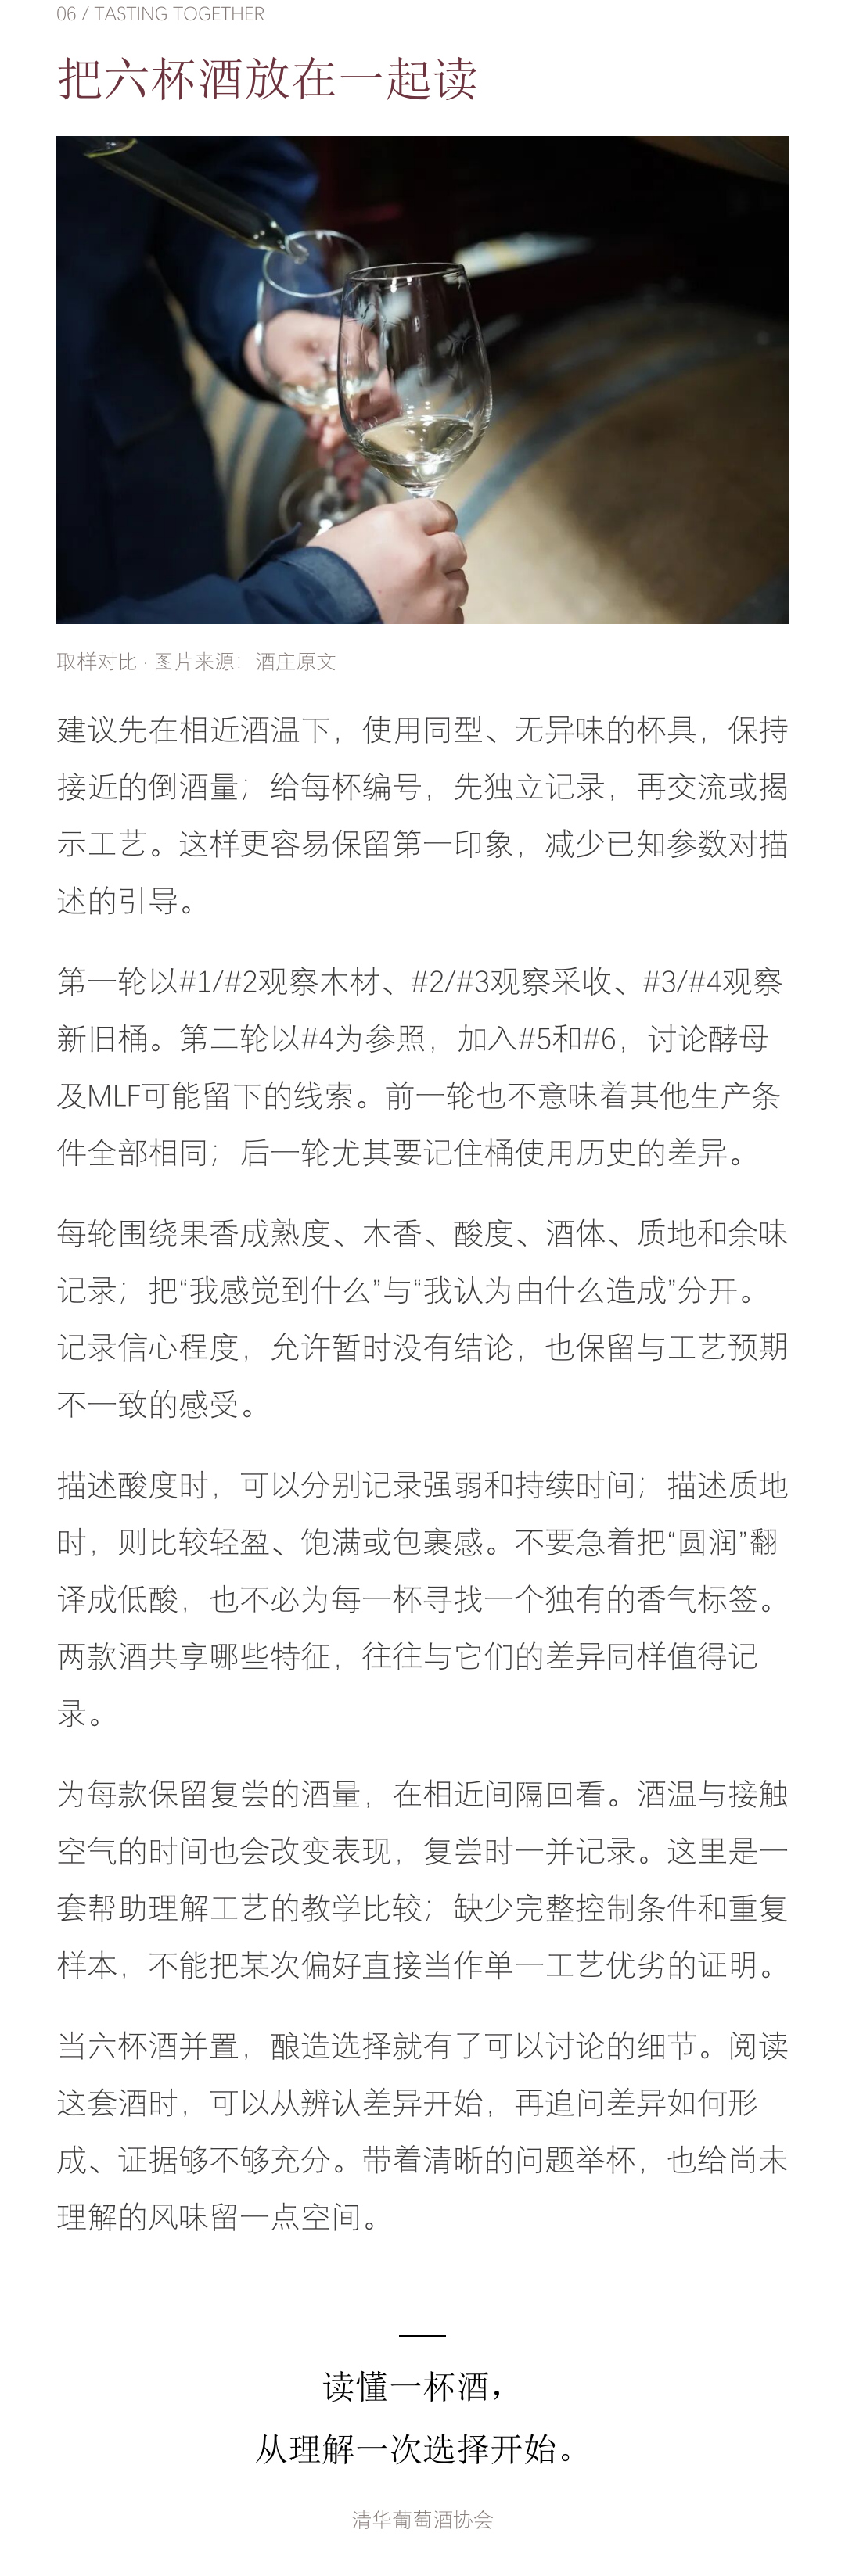 06 / TASTING TOGETHER
把六杯酒放在一起读
取样对比 · 图片来源：酒庄原文
建议先在相近酒温下，使用同型、无异味的杯具，保持
接近的倒酒量；给每杯编号，先独立记录，再交流或揭
示工艺。这样更容易保留第一印象，减少已知参数对描
述的引导。
第一轮以#1/#2观察木材、#2/#3观察采收、#3/#4观察
新旧桶。第二轮以#4为参照，加入#5和#6，讨论酵母
及MLF可能留下的线索。前一轮也不意味着其他生产条
件全部相同；后一轮尤其要记住桶使用历史的差异。
每轮围绕果香成熟度、木香、酸度、酒体、质地和余味
记录；把“我感觉到什么”与“我认为由什么造成”分开。
记录信心程度，允许暂时没有结论，也保留与工艺预期
不一致的感受。
描述酸度时，可以分别记录强弱和持续时间；描述质地
时，则比较轻盈、饱满或包裹感。不要急着把“圆润”翻
译成低酸，也不必为每一杯寻找一个独有的香气标签。
两款酒共享哪些特征，往往与它们的差异同样值得记
录。
为每款保留复尝的酒量，在相近间隔回看。酒温与接触
空气的时间也会改变表现，复尝时一并记录。这里是一
套帮助理解工艺的教学比较；缺少完整控制条件和重复
样本，不能把某次偏好直接当作单一工艺优劣的证明。
当六杯酒并置，酿造选择就有了可以讨论的细节。阅读
这套酒时，可以从辨认差异开始，再追问差异如何形
成、证据够不够充分。带着清晰的问题举杯，也给尚未
理解的风味留一点空间。
读懂一杯酒，
从理解一次选择开始。
清华葡萄酒协会